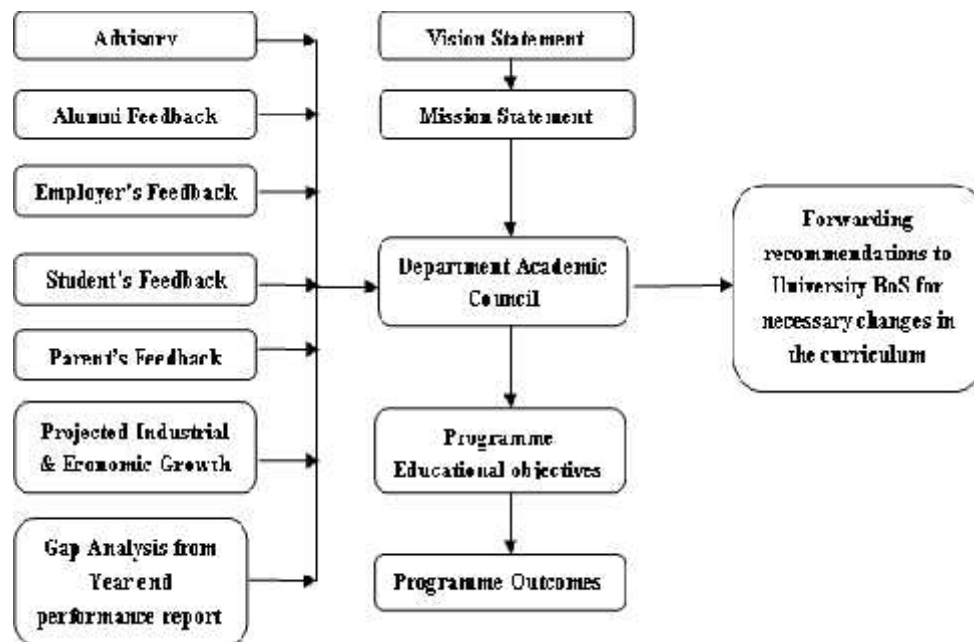 Advisory
Alumni Feedback
Employer's Feedback
Student's Feedback
Parent's Feedback
Projected Industrial
& Economic Growth
Gap Analysis from
Year end
performance report
Vision Statement
Mission Statement
Department Academic
Council
Programme
Educational objectives
Programme Outcomes
Forwarding
recommendations to
University BoS for
necessary changes in
the curriculum